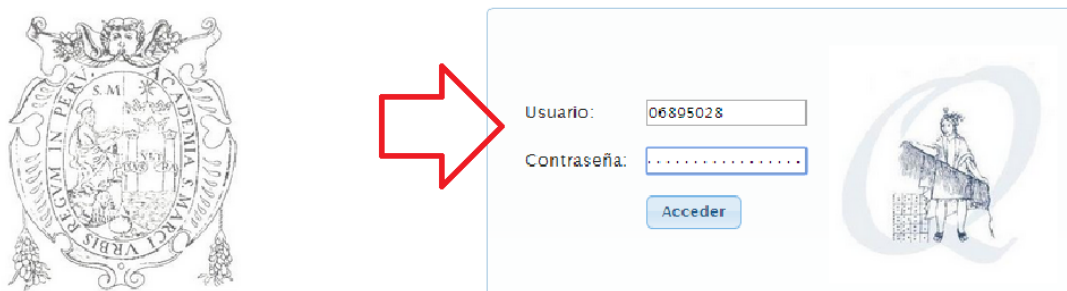 ACADEMIA S. MARCI VRBIS REGVM IN PERV.
S. M
Usuario: 06895028
Contraseña: .................
Acceder